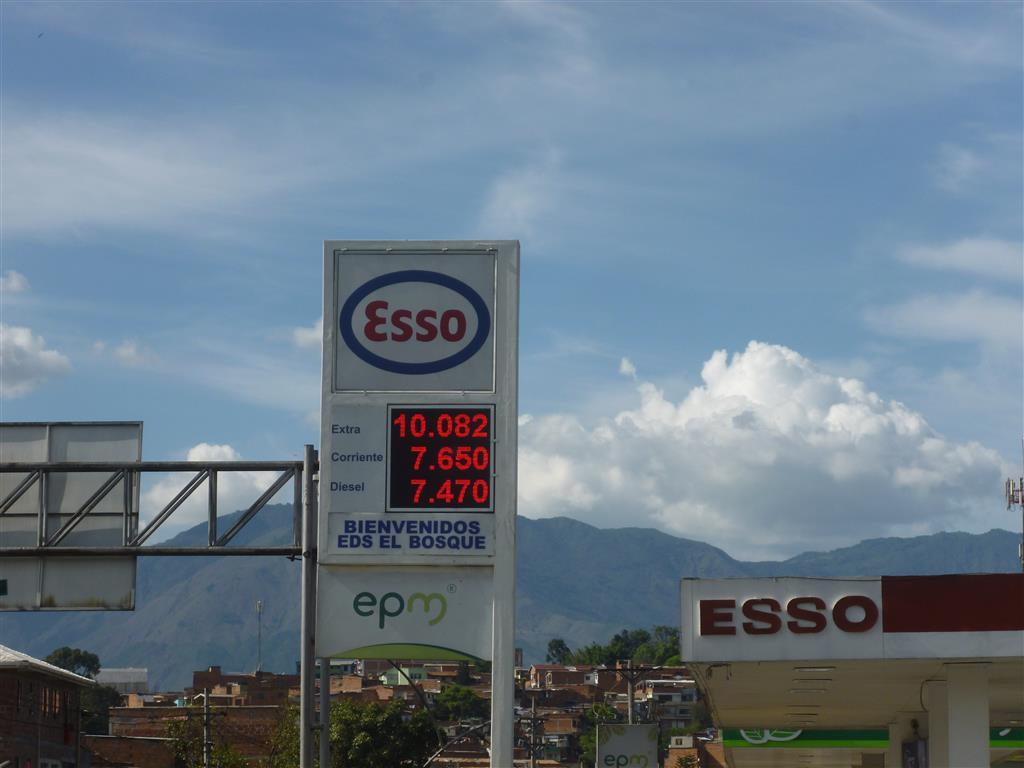 Esso
Extra 10.082
Corriente 7.650
Diesel 7.470
BIENVENIDOS
EDS EL BOSQUE
epm®
ESSO
epm